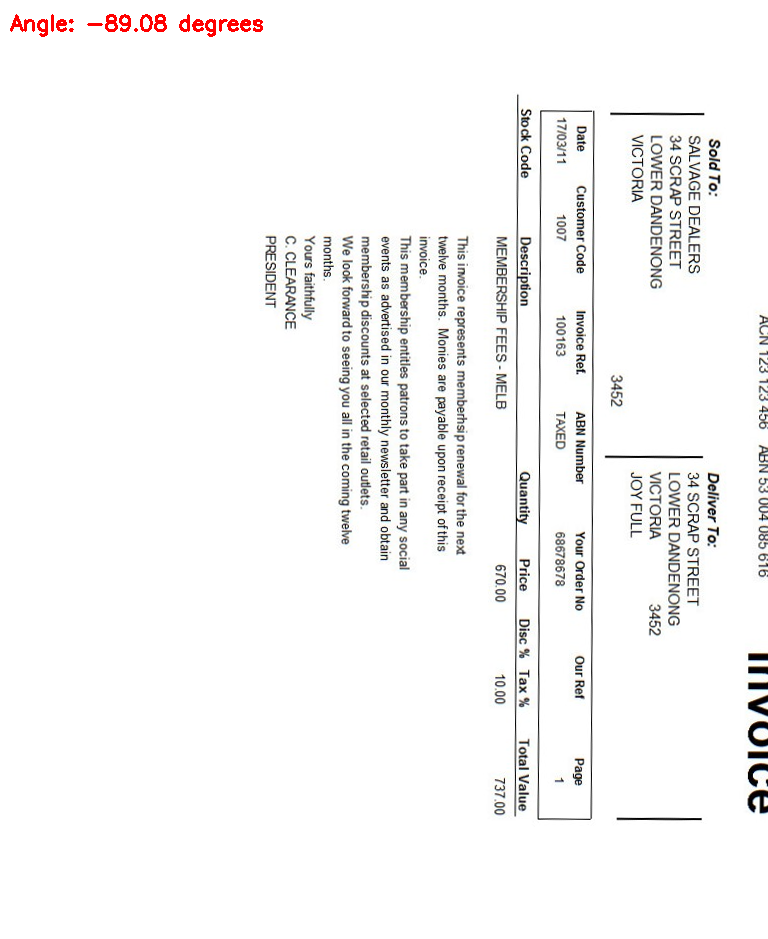 Angle: -89.08 degrees
ACN 123 123 456 ABN 53 004 085 616
Invoice
Sold To: Deliver To:
SALVAGE DEALERS 34 SCRAP STREET
34 SCRAP STREET LOWER DANDENONG
LOWER DANDENONG VICTORIA 3452
VICTORIA JOY FULL
3452
Date Customer Code Invoice Ref. ABN Number Your Order No Our Ref Page
17/03/11 1007 100163 TAXED 68678678 1
Stock Code Description Quantity Price Disc % Tax % Total Value
MEMBERSHIP FEES - MELB 670.00 10.00 737.00
This invoice represents memberhsip renewal for the next
twelve months. Monies are payable upon receipt of this
invoice.
This membership entitles patrons to take part in any social
events as advertised in our monthly newsletter and obtain
membership discounts at selected retail outlets.
We look forward to seeing you all in the coming twelve
months.
Yours faithfully
C. CLEARANCE
PRESIDENT